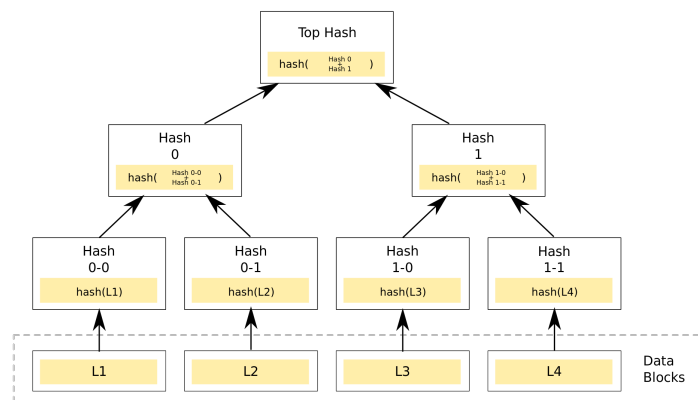 Top Hash
hash( Hash 0 + Hash 1 )
Hash
0
hash( Hash 0-0 + Hash 0-1 )
Hash
1
hash( Hash 1-0 + Hash 1-1 )
Hash
0-0
hash(L1)
Hash
0-1
hash(L2)
Hash
1-0
hash(L3)
Hash
1-1
hash(L4)
L1
L2
L3
L4
Data
Blocks